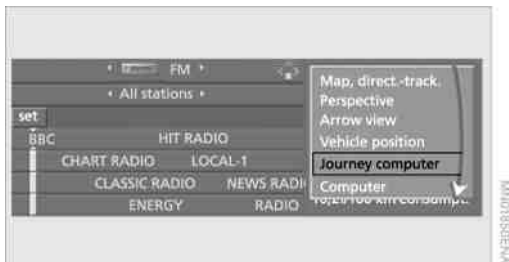 FM
All stations
set
BBC HIT RADIO
CHART RADIO LOCAL-1
CLASSIC RADIO NEWS RADI
ENERGY RADIO
Map, direct.-track.
Perspective
Arrow view
Vehicle position
Journey computer
Computer